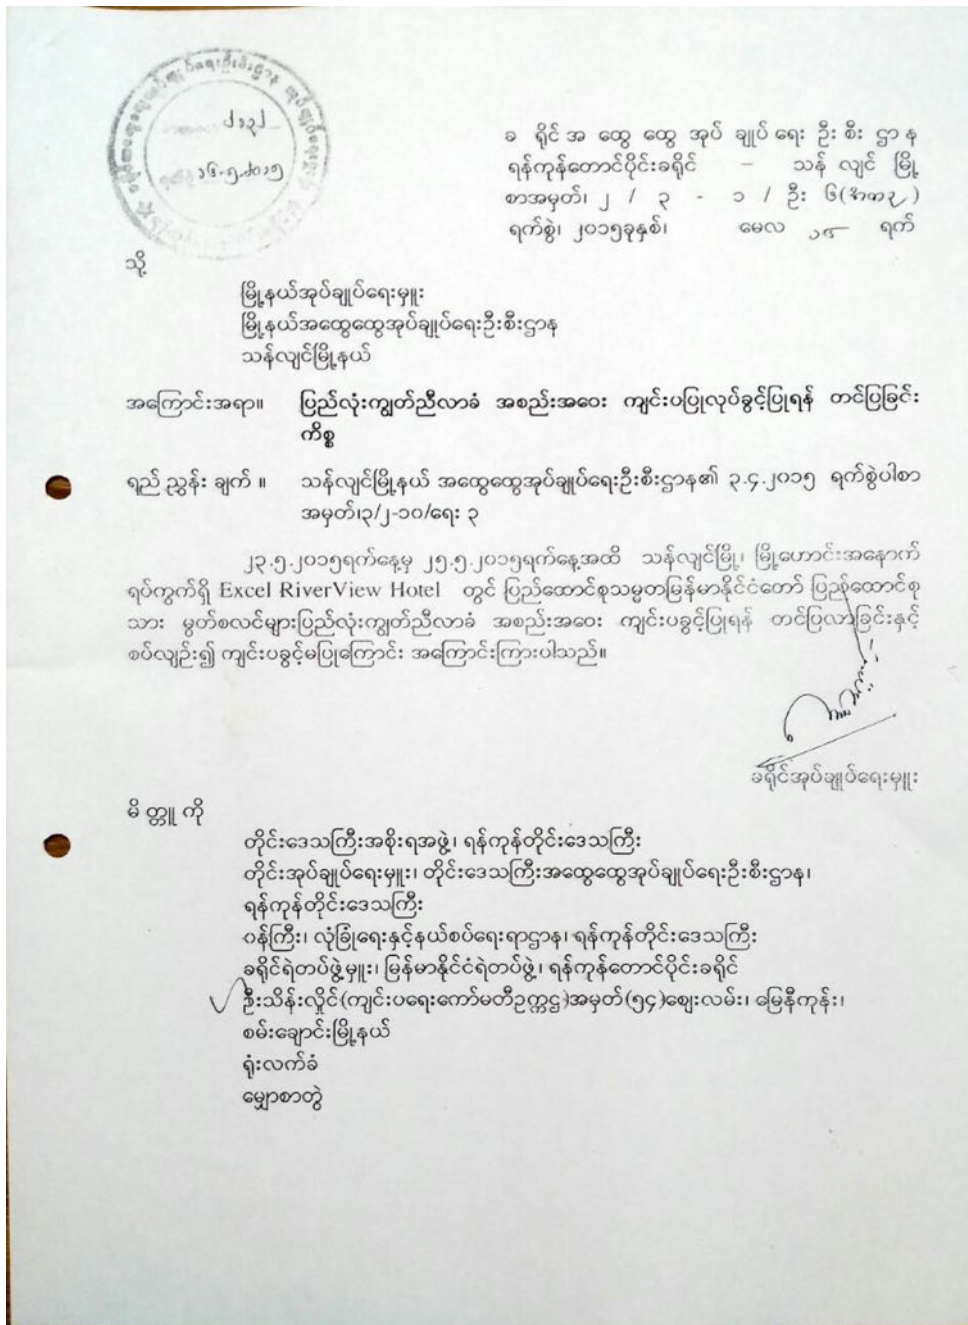 ၁၆.၅.၂၀၁၅
ခ ရိုင် အ ထွေ ထွေ အုပ် ချုပ် ရေး ဦး စီး ဌာ န
ရန်ကုန်တောင်ပိုင်းခရိုင် – သန် လျင် မြို့
စာအမှတ်၊ ၂ / ၃ - ၁ / ဦး ၆(
ရက်စွဲ၊ ၂၀၁၅ခုနှစ်၊ မေလ ၁၅ ရက်
သို့
မြို့နယ်အုပ်ချုပ်ရေးမှူး
မြို့နယ်အထွေထွေအုပ်ချုပ်ရေးဦးစီးဌာန
သန်လျင်မြို့နယ်
အကြောင်းအရာ။ ပြည်လုံးကျွတ်ညီလာခံ အစည်းအဝေး ကျင်းပပြုလုပ်ခွင့်ပြုရန် တင်ပြခြင်း
ကိစ္စ
ရည် ညွှန်း ချက် ။ သန်လျင်မြို့နယ် အထွေထွေအုပ်ချုပ်ရေးဦးစီးဌာန၏ ၃.၄.၂၀၁၅ ရက်စွဲပါစာ
အမှတ်၊၃/၂-၁၀/ရေး ၃
၂၃.၅.၂၀၁၅ရက်နေ့မှ ၂၅.၅.၂၀၁၅ရက်နေ့အထိ သန်လျင်မြို့၊ မြို့ဟောင်းအနောက်
ရပ်ကွက်ရှိ Excel RiverView Hotel တွင် ပြည်ထောင်စုသမ္မတမြန်မာနိုင်ငံတော် ပြည်ထောင်စု
သား မွတ်စလင်များပြည်လုံးကျွတ်ညီလာခံ အစည်းအဝေး ကျင်းပခွင့်ပြုရန် တင်ပြလာခြင်းနှင့်
စပ်လျဉ်း၍ ကျင်းပခွင့်မပြုကြောင်း အကြောင်းကြားပါသည်။
ခရိုင်အုပ်ချုပ်ရေးမှူး
မိ တ္တူ ကို
တိုင်းဒေသကြီးအစိုးရအဖွဲ့၊ ရန်ကုန်တိုင်းဒေသကြီး
တိုင်းအုပ်ချုပ်ရေးမှူး၊ တိုင်းဒေသကြီးအထွေထွေအုပ်ချုပ်ရေးဦးစီးဌာန၊
ရန်ကုန်တိုင်းဒေသကြီး
ဝန်ကြီး၊ လုံခြုံရေးနှင့်နယ်စပ်ရေးရာဌာန၊ ရန်ကုန်တိုင်းဒေသကြီး
ခရိုင်ရဲတပ်ဖွဲ့မှူး၊ မြန်မာနိုင်ငံရဲတပ်ဖွဲ့၊ ရန်ကုန်တောင်ပိုင်းခရိုင်
ဦးသိန်းလှိုင်(ကျင်းပရေးကော်မတီဥက္ကဌ)အမှတ်(၅၄)ဈေးလမ်း၊ မြေနီကုန်း၊
စမ်းချောင်းမြို့နယ်
ရုံးလက်ခံ
မျှောစာတွဲ